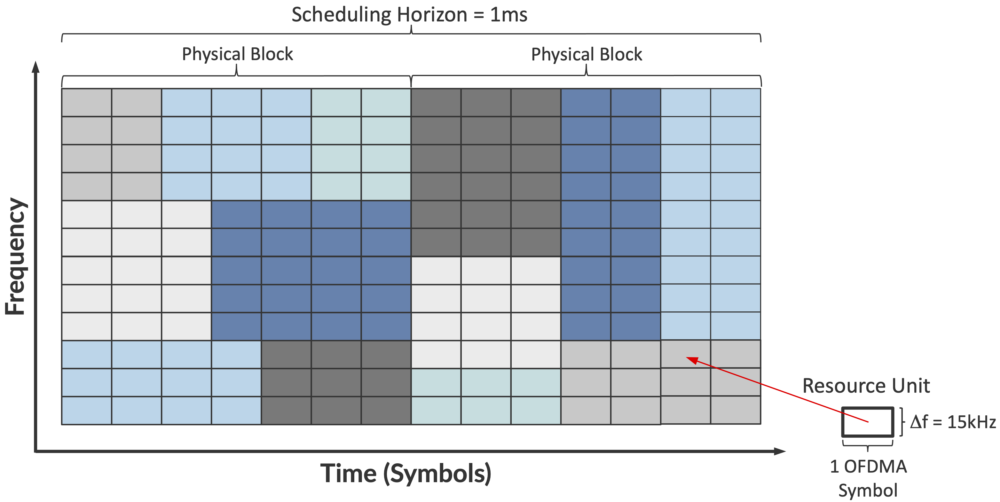 Scheduling Horizon = 1ms
Physical Block
Physical Block
Frequency
Time (Symbols)
Resource Unit
Δf = 15kHz
1 OFDMA
Symbol